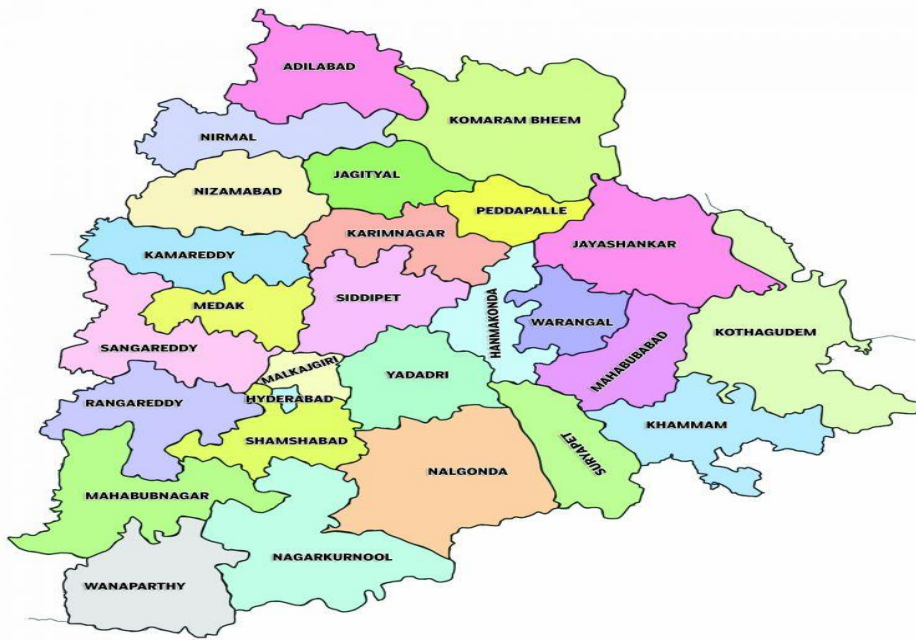 ADILABAD
KOMARAM BHEEM
NIRMAL
JAGITYAL
NIZAMABAD
PEDDAPALLE
KARIMNAGAR
JAYASHANKAR
KAMAREDDY
SIDDIPET
MEDAK
HANMAKONDA
WARANGAL
KOTHAGUDEM
SANGAREDDY
MAHABUBABAD
MALKAJGIRI
YADADRI
HYDERABAD
RANGAREDDY
KHAMMAM
SHAMSHABAD
SURYAPET
NALGONDA
MAHABUBNAGAR
NAGARKURNOOL
WANAPARTHY